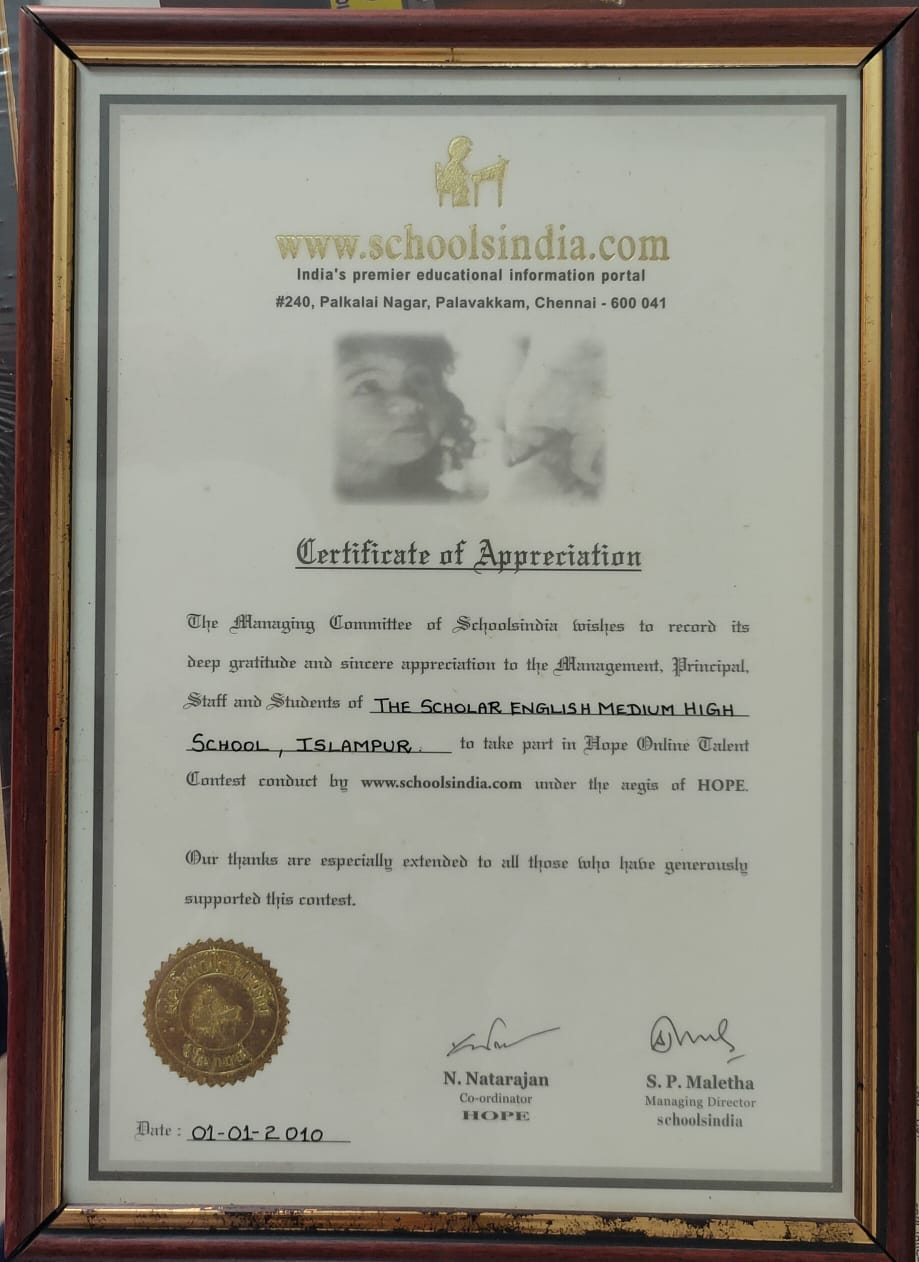 www.schoolsindia.com
India's premier educational information portal
#240, Palkalai Nagar, Palavakkam, Chennai - 600 041
Certificate of Appreciation
The Managing Committee of Schoolsindia wishes to record its
deep gratitude and sincere appreciation to the Management, Principal,
Staff and Students of THE SCHOLAR ENGLISH MEDIUM HIGH
SCHOOL, ISLAMPUR. to take part in Hope Online Talent
Contest conduct by www.schoolsindia.com under the aegis of HOPE.
Our thanks are especially extended to all those who have generously
supported this contest.
N. Natarajan
Co-ordinator
HOPE
S. P. Maletha
Managing Director
schoolsindia
Date : 01-01-2010